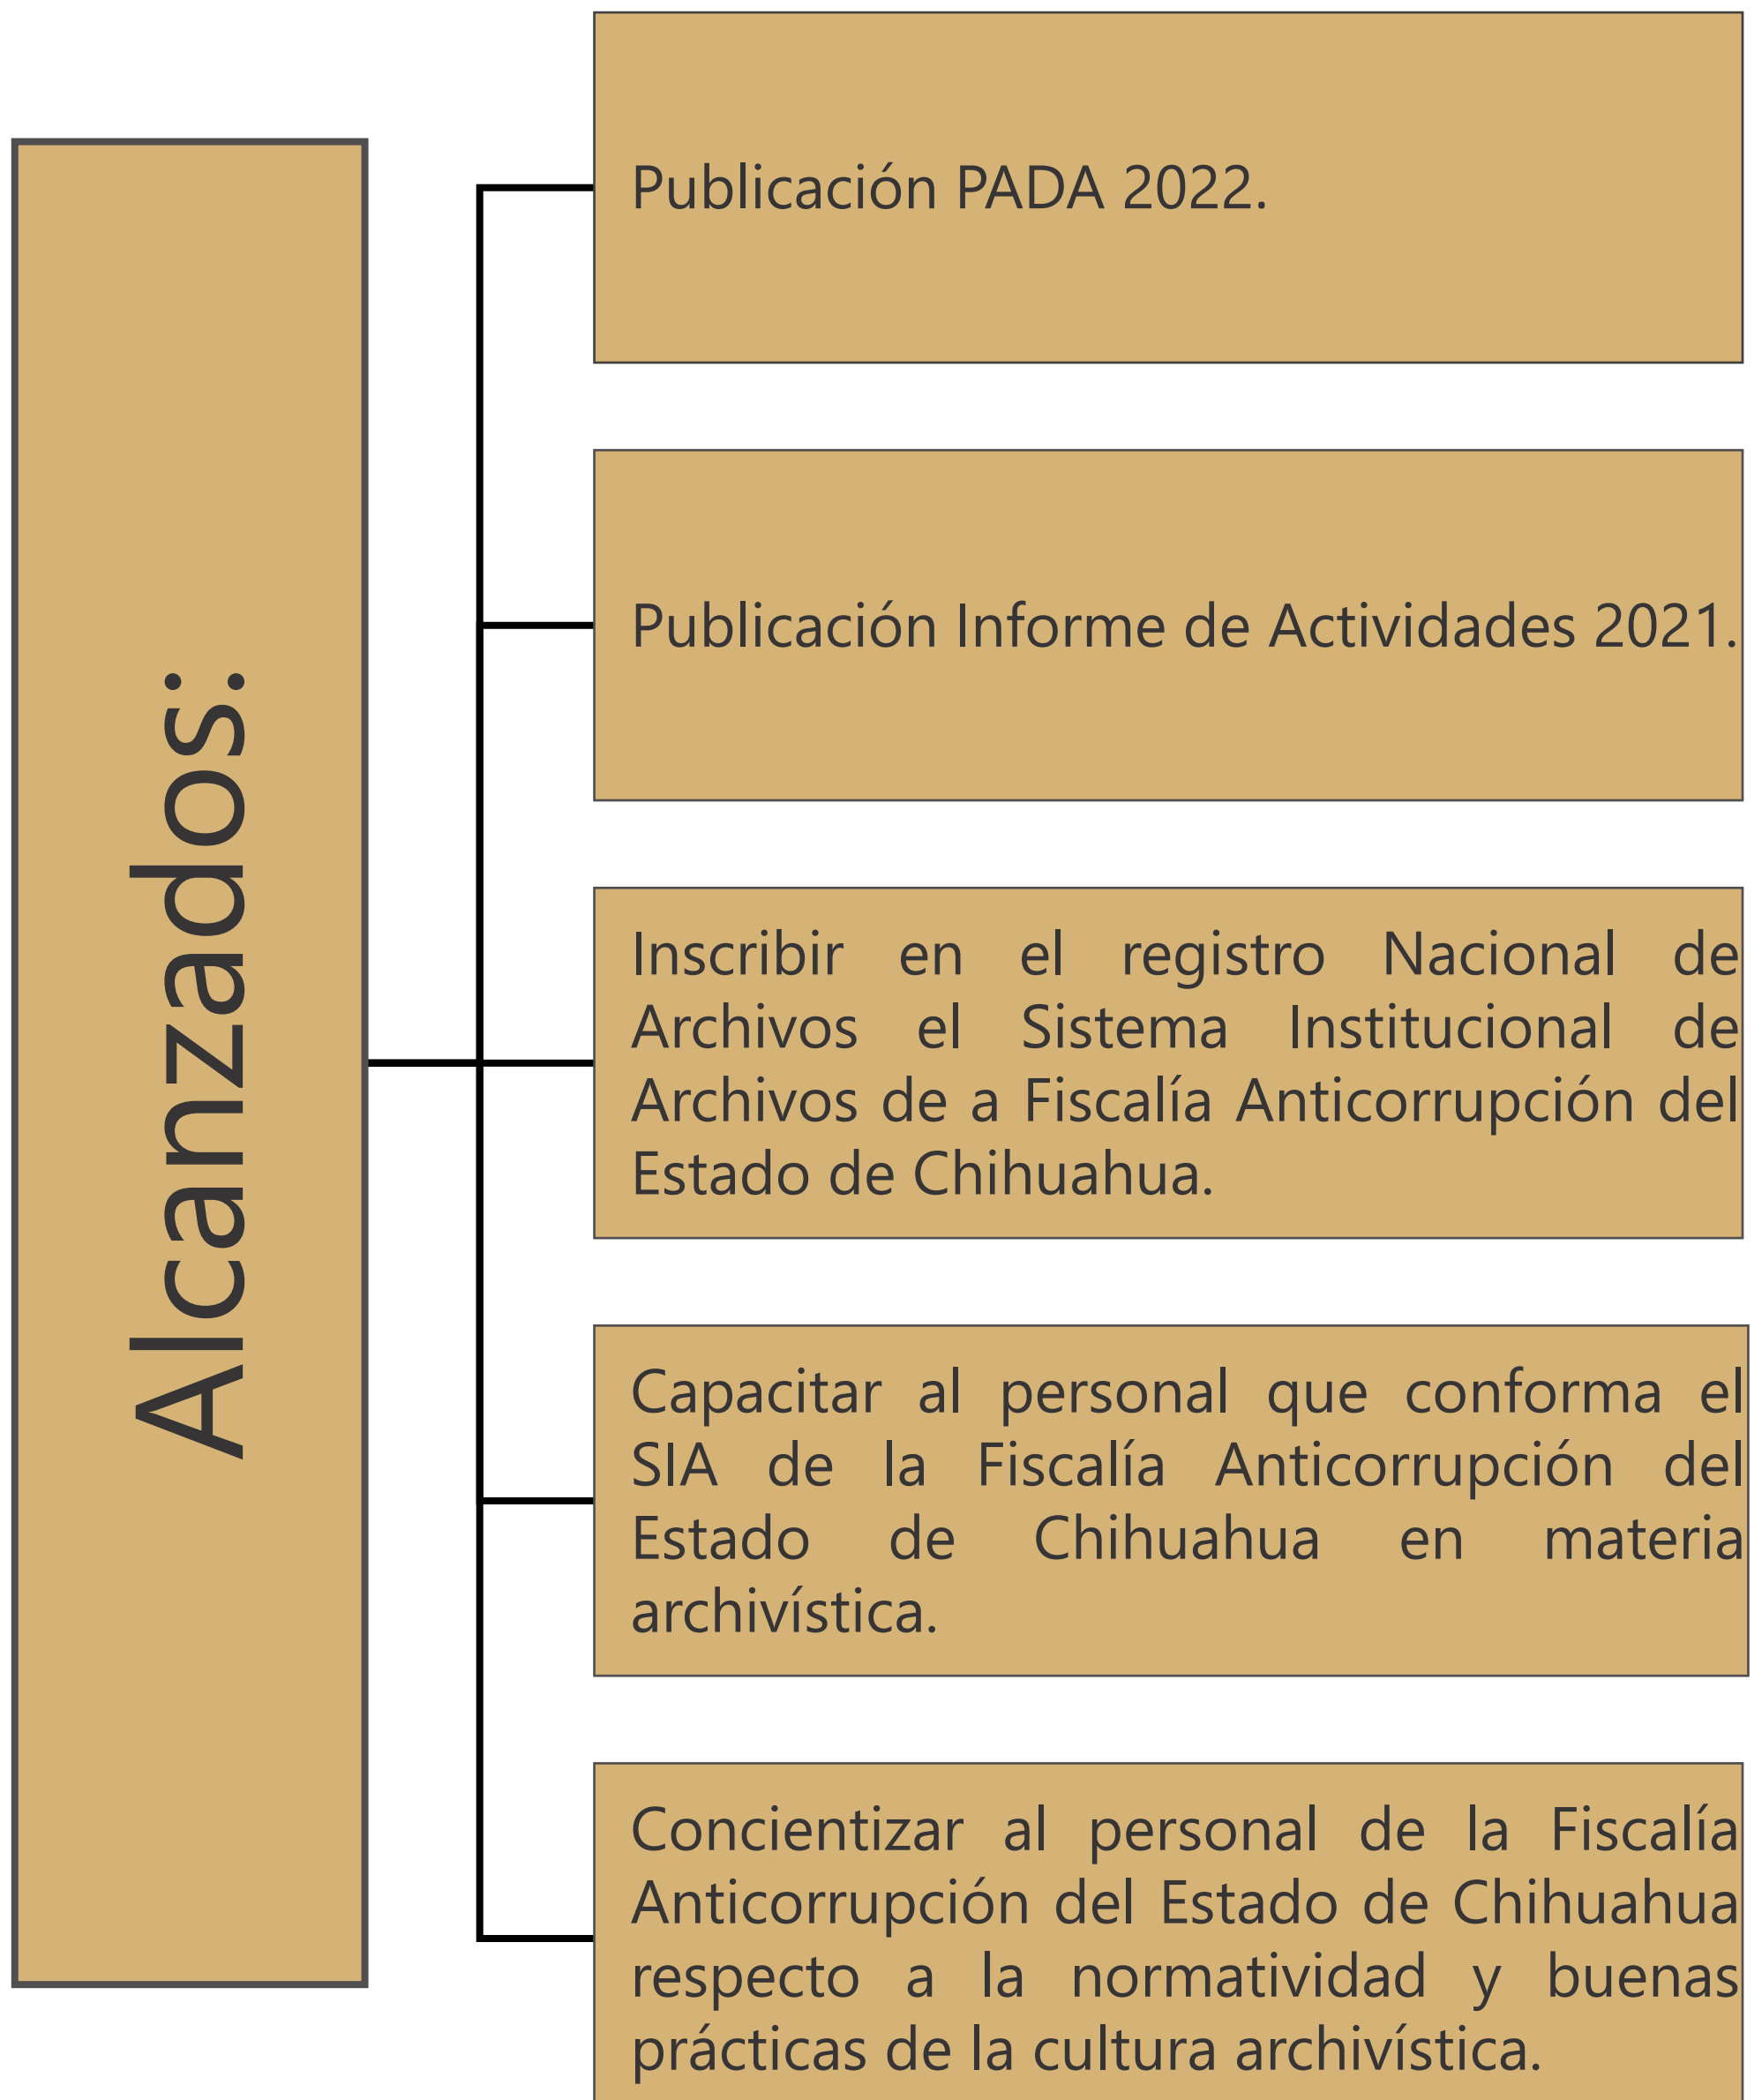 Alcanzados:
Publicación PADA 2022.
Publicación Informe de Actividades 2021.
Inscribir en el registro Nacional de
Archivos el Sistema Institucional de
Archivos de a Fiscalía Anticorrupción del
Estado de Chihuahua.
Capacitar al personal que conforma el
SIA de la Fiscalía Anticorrupción del
Estado de Chihuahua en materia
archivística.
Concientizar al personal de la Fiscalía
Anticorrupción del Estado de Chihuahua
respecto a la normatividad y buenas
prácticas de la cultura archivística.